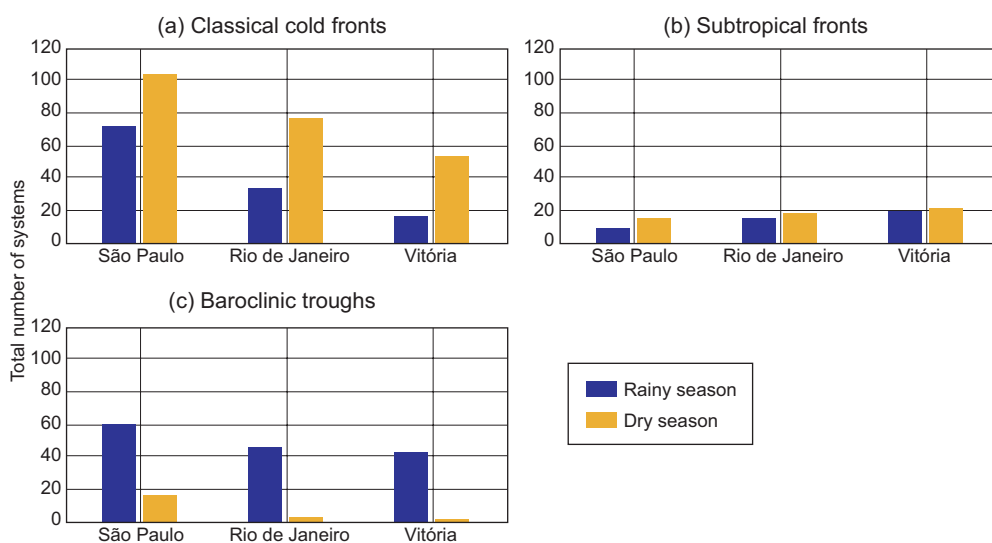 (a) Classical cold fronts
120
100
80
60
40
20
0
São Paulo Rio de Janeiro Vitória
(b) Subtropical fronts
120
100
80
60
40
20
0
São Paulo Rio de Janeiro Vitória
Total number of systems
(c) Baroclinic troughs
120
100
80
60
40
20
0
São Paulo Rio de Janeiro Vitória
Rainy season
Dry season